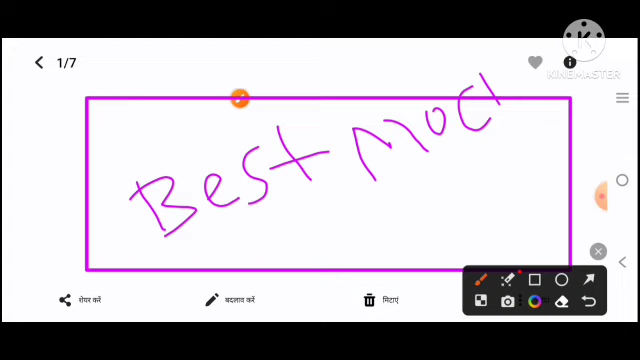 1/7
KINEMASTER
Best Moc
शेयर करें
बदलाव करें
मिटाएं